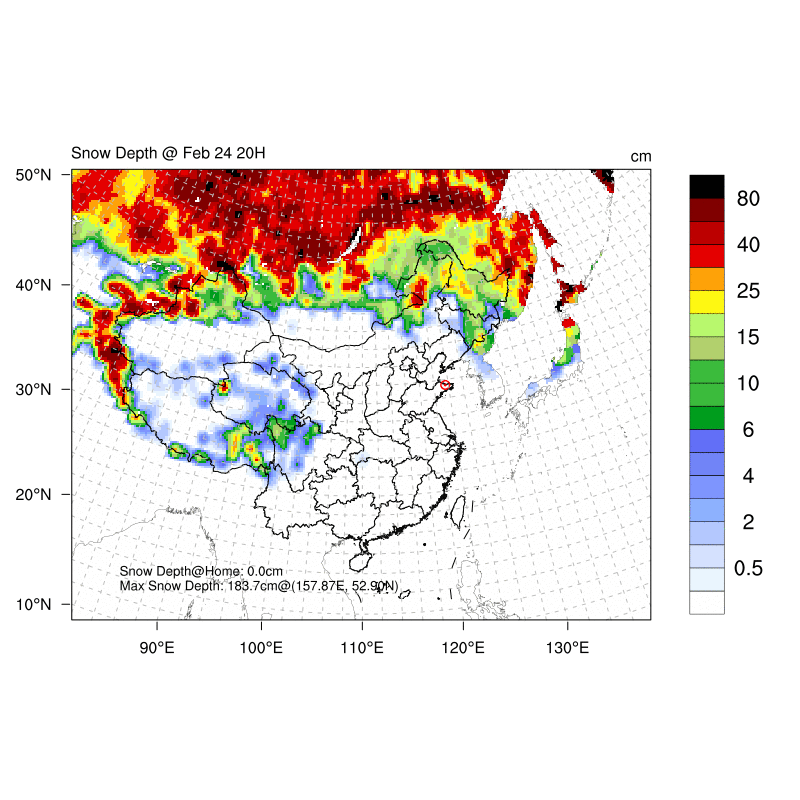 Snow Depth @ Feb 24 20H
cm
50°N
40°N
30°N
20°N
10°N
90°E
100°E
110°E
120°E
130°E
80
40
25
15
10
6
4
2
0.5
Snow Depth@Home: 0.0cm
Max Snow Depth: 183.7cm@(157.87E, 52.90N)